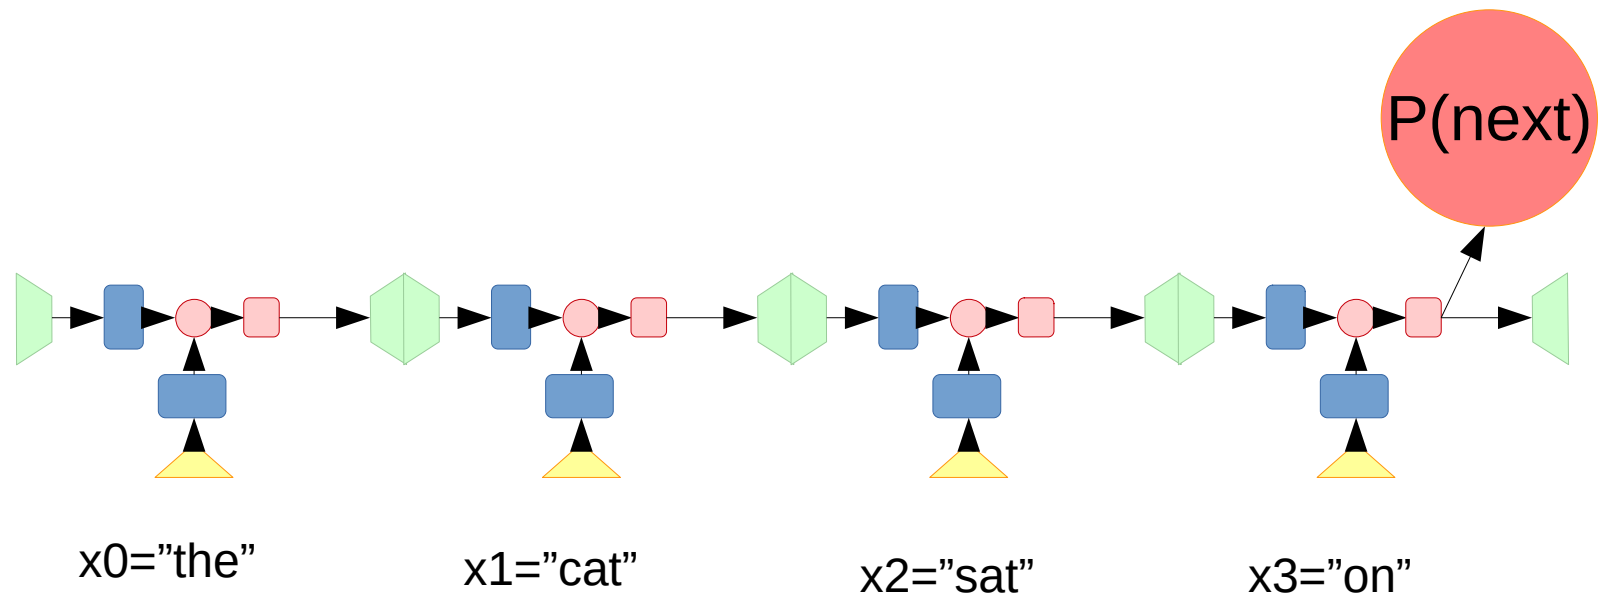 P(next)
x0=”the”
x1=”cat”
x2=”sat”
x3=”on”